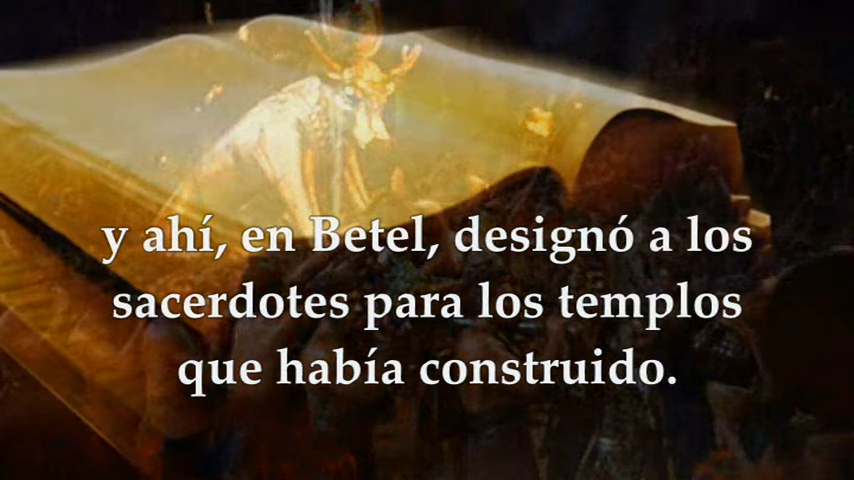 y ahí, en Betel, designó a los
sacerdotes para los templos
que había construido.